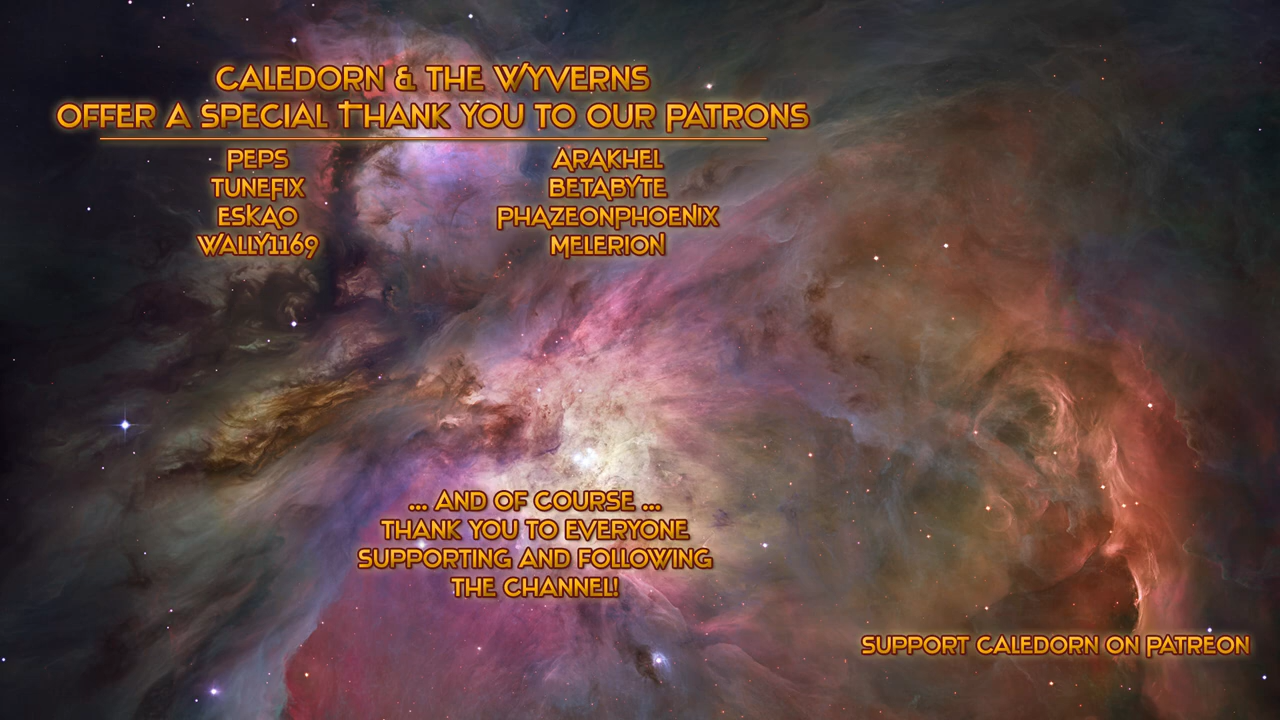 CALEDORN & THE WYVERNS
OFFER A SPECIAL THANK YOU TO OUR PATRONS
PEPS
TUNEFIX
ESKAO
WALLY1169
ARAKHEL
BETABYTE
PHAZEONPHOENIX
MELERION
... AND OF COURSE ...
THANK YOU TO EVERYONE
SUPPORTING AND FOLLOWING
THE CHANNEL!
SUPPORT CALEDORN ON PATREON